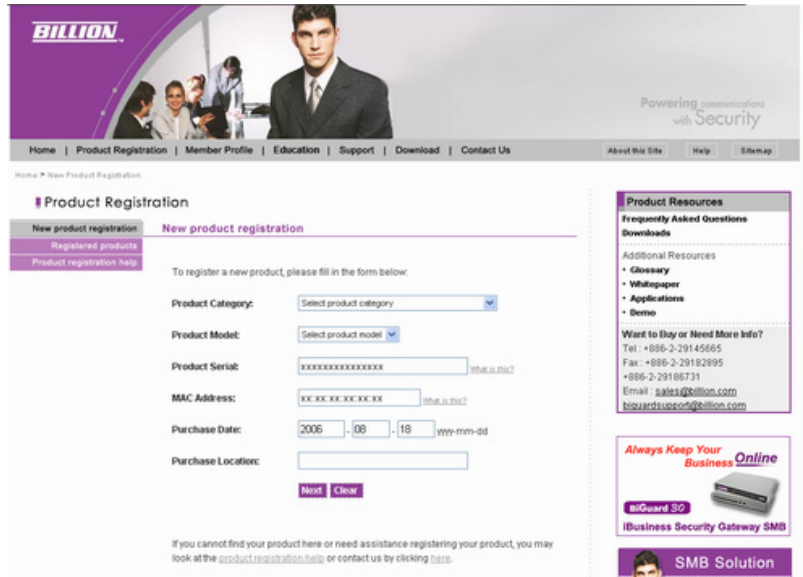 BILLION
Powering communications
with Security
Home | Product Registration | Member Profile | Education | Support | Download | Contact Us
About this Site Help Sitemap
Home > New Product Registration
Product Registration
New product registration
Registered products
Product registration help
New product registration
To register a new product, please fill in the form below:
Product Category: Select product category
Product Model: Select product model
Product Serial: xxxxxxxxxxxxxxx What is this?
MAC Address: xx:xx:xx:xx:xx:xx What is this?
Purchase Date: 2006 - 08 - 18 yyyy-mm-dd
Purchase Location:
Next Clear
If you cannot find your product here or need assistance registering your product, you may
look at the product registration help or contact us by clicking here.
Product Resources
Frequently Asked Questions
Downloads
Additional Resources
• Glossary
• Whitepaper
• Applications
• Demo
Want to Buy or Need More Info?
Tel : +886-2-29145665
Fax : +886-2-29182895
+886-2-29186731
Email : sales@billion.com
biguardsupport@billion.com
Always Keep Your
Business Online
BiGuard 30
iBusiness Security Gateway SMB
SMB Solution